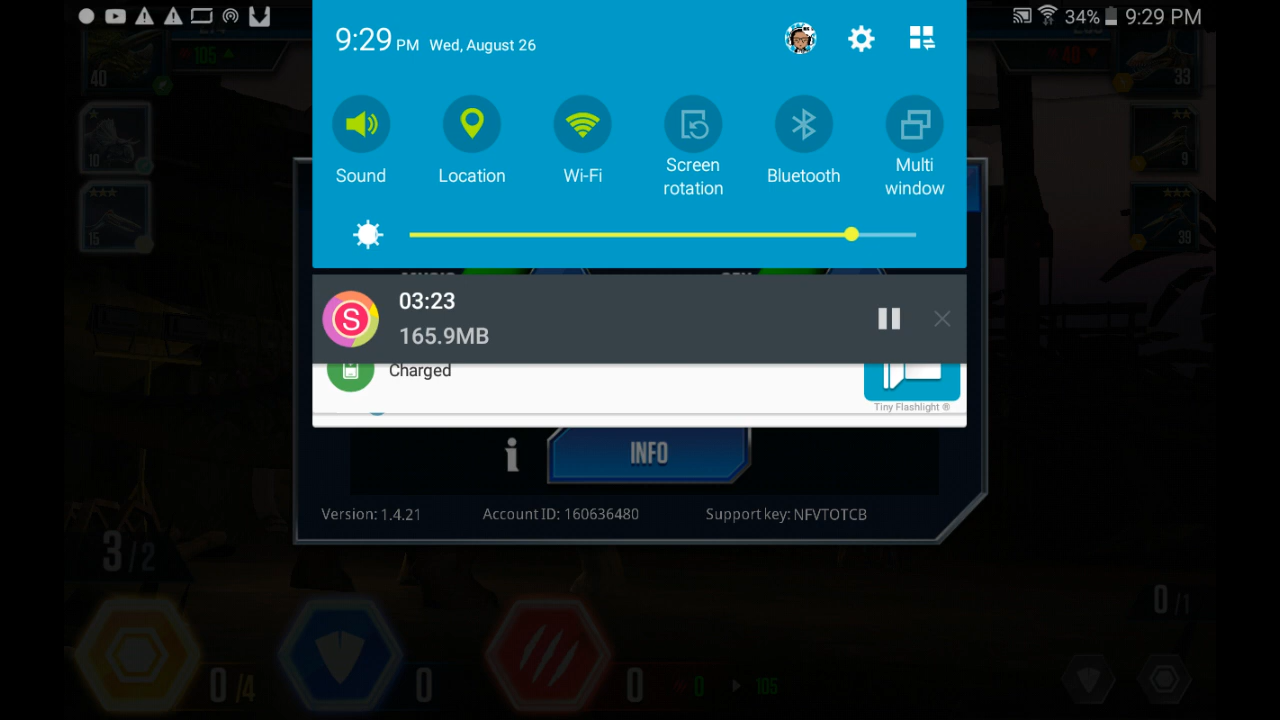 34% 9:29 PM
9:29 PM Wed, August 26
105
40
40
33
10
9
15
39
Sound
Location
Wi-Fi
Screen rotation
Bluetooth
Multi window
S
03:23
165.9MB
Charged
Tiny Flashlight ®
i INFO
Version: 1.4.21 Account ID: 160636480 Support key: NFVTOTCB
3/2
0/1
0/4
0
0
0
105